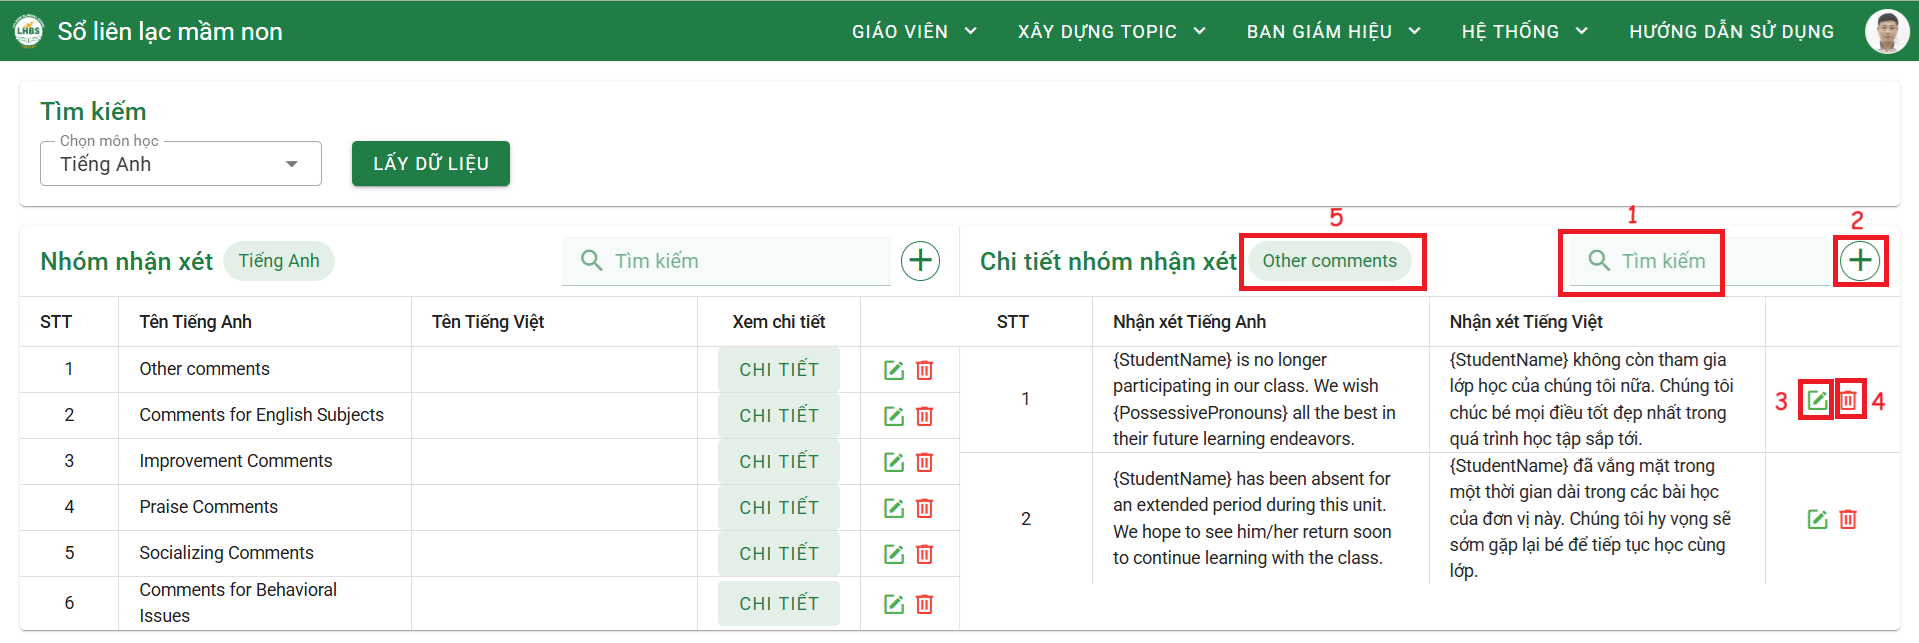 LHBS
Sổ liên lạc mầm non
GIÁO VIÊN
XÂY DỰNG TOPIC
BAN GIÁM HIỆU
HỆ THỐNG
HƯỚNG DẪN SỬ DỤNG
Tìm kiếm
Chọn môn học
Tiếng Anh
LẤY DỮ LIỆU
Nhóm nhận xét
Tiếng Anh
Tìm kiếm
STT
Tên Tiếng Anh
Tên Tiếng Việt
Xem chi tiết
1
Other comments
CHI TIẾT
2
Comments for English Subjects
CHI TIẾT
3
Improvement Comments
CHI TIẾT
4
Praise Comments
CHI TIẾT
5
Socializing Comments
CHI TIẾT
6
Comments for Behavioral
Issues
CHI TIẾT
5
1
2
Chi tiết nhóm nhận xét
Other comments
Tìm kiếm
STT
Nhận xét Tiếng Anh
Nhận xét Tiếng Việt
1
{StudentName} is no longer
participating in our class. We wish
{PossessivePronouns} all the best in
their future learning endeavors.
{StudentName} không còn tham gia
lớp học của chúng tôi nữa. Chúng tôi
chúc bé mọi điều tốt đẹp nhất trong
quá trình học tập sắp tới.
3
4
2
{StudentName} has been absent for
an extended period during this unit.
We hope to see him/her return soon
to continue learning with the class.
{StudentName} đã vắng mặt trong
một thời gian dài trong các bài học
của đơn vị này. Chúng tôi hy vọng sẽ
sớm gặp lại bé để tiếp tục học cùng
lớp.